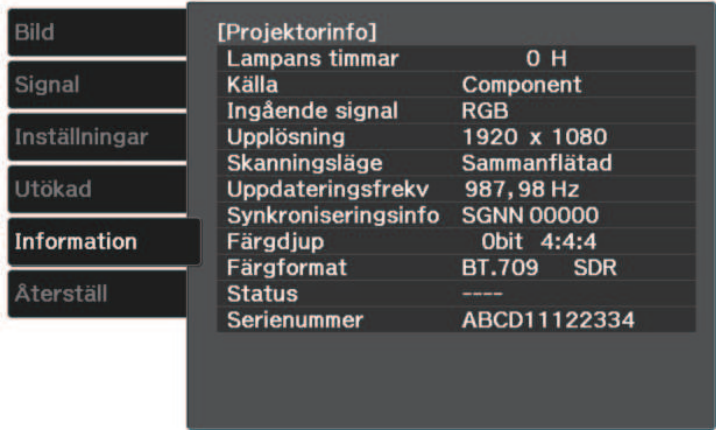 Bild
Signal
Inställningar
Utökad
Information
Återställ
[Projektorinfo]
Lampans timmar 0 H
Källa Component
Ingående signal RGB
Upplösning 1920 x 1080
Skanningsläge Sammanflätad
Uppdateringsfrekv 987,98 Hz
Synkroniseringsinfo SGNN 00000
Färgdjup 0bit 4:4:4
Färgformat BT.709 SDR
Status ----
Serienummer ABCD11122334